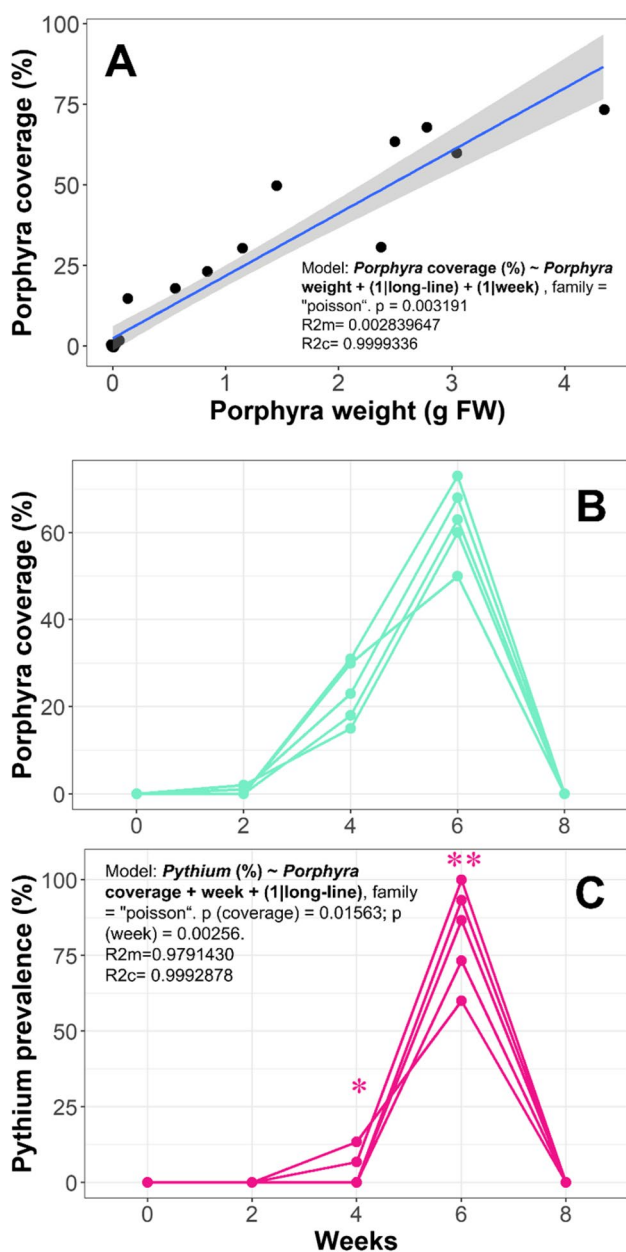 A
Porphyra coverage (%)
100
75
50
25
0
Model: Porphyra coverage (%) ~ Porphyra
weight + (1|long-line) + (1|week) , family =
"poisson“. p = 0.003191
R2m= 0.002839647
R2c= 0.9999336
0 1 2 3 4
Porphyra weight (g FW)
B
Porphyra coverage (%)
60
40
20
0
0 2 4 6 8
C
Pythium prevalence (%)
100
75
50
25
0
Model: Pythium (%) ~ Porphyra
coverage + week + (1|long-line), family
= "poisson“. p (coverage) = 0.01563; p
(week) = 0.00256.
R2m=0.9791430
R2c= 0.9992878
**
*
0 2 4 6 8
Weeks